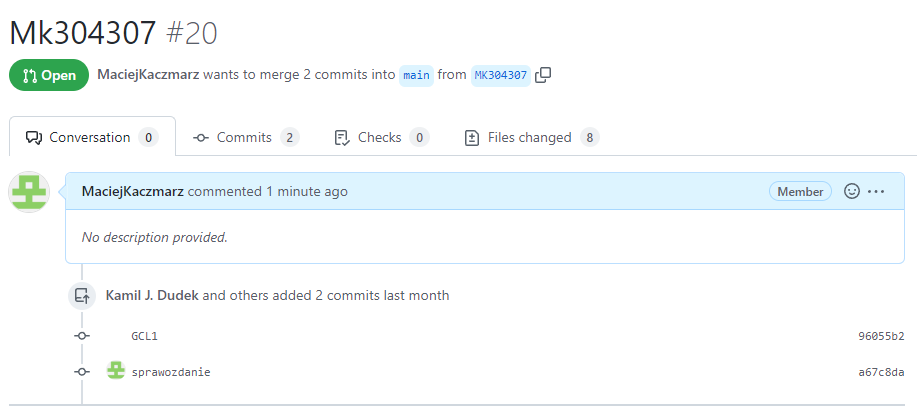 Mk304307 #20
Open MaciejKaczmarz wants to merge 2 commits into main from MK304307
Conversation 0 Commits 2 Checks 0 Files changed 8
MaciejKaczmarz commented 1 minute ago Member
No description provided.
Kamil J. Dudek and others added 2 commits last month
GCL1 96055b2
sprawozdanie a67c8da